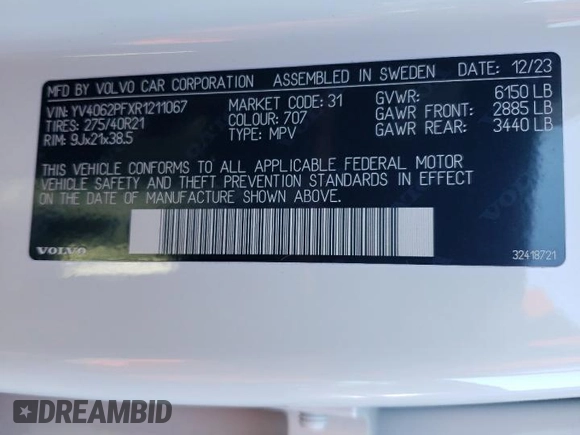 MFD BY VOLVO CAR CORPORATION ASSEMBLED IN SWEDEN DATE: 12/23
VIN: YV4062PFXR1211067 MARKET: 31 GVWR: 6150 LB
TIRES: 275/40R21 COLOUR: 707 GAWR FRONT: 2885 LB
RIM: 9Jx21x38.5 TYPE: MPV GAWR REAR: 3440 LB
THIS VEHICLE CONFORMS TO ALL APPLICABLE FEDERAL MOTOR
VEHICLE SAFETY AND THEFT PREVENTION STANDARDS IN EFFECT
ON THE DATE OF MANUFACTURE SHOWN ABOVE.
VOLVO 32418721
DREAMBID